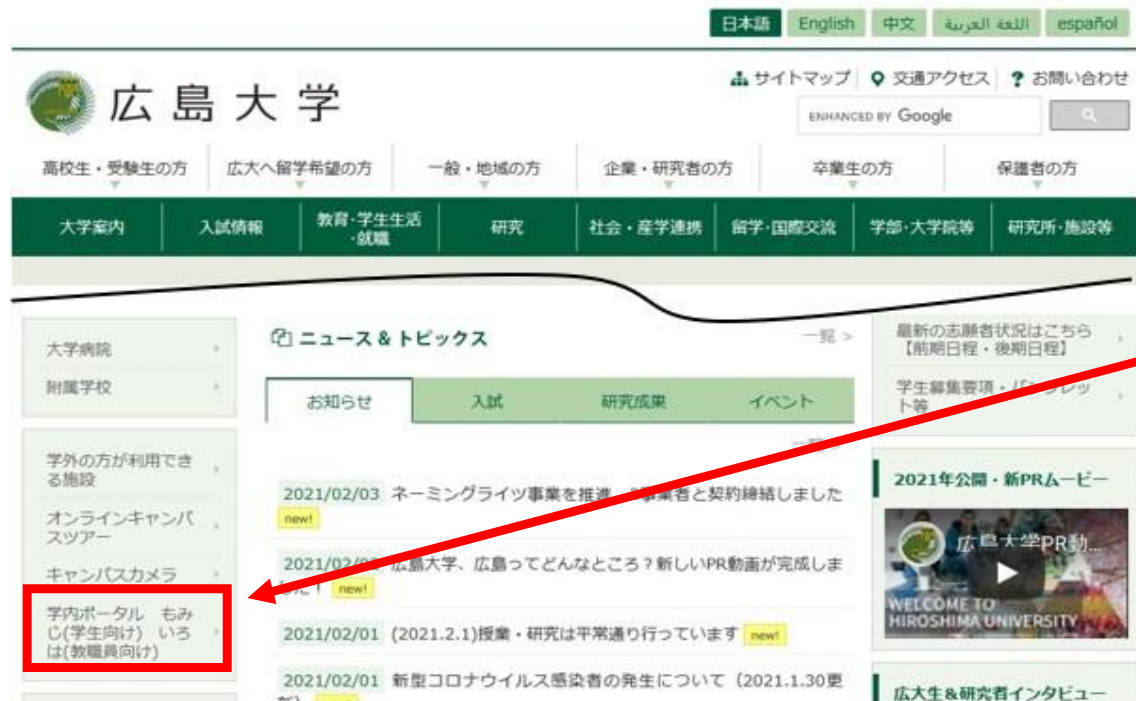 日本語 English 中文 اللغة العربية español
広島大学
サイトマップ 交通アクセス ? お問い合わせ
ENHANCED BY Google
高校生・受験生の方 広大へ留学希望の方 一般・地域の方 企業・研究者の方 卒業生の方 保護者の方
大学案内 入試情報 教育・学生生活・就職 研究 社会・産学連携 留学・国際交流 学部・大学院等 研究所・施設等
大学病院
附属学校
学外の方が利用でき
る施設
オンラインキャンパ
スツアー
キャンパスカメラ
学内ポータル もみ
じ(学生向け) いろ
は(教職員向け)
ニュース & トピックス 一覧 >
お知らせ 入試 研究成果 イベント
2021/02/03 ネーミングライツ事業を推進 事業者と契約締結しました
new!
広島大学、広島ってどんなところ?新しいPR動画が完成しま
した! new!
2021/02/01 (2021.2.1)授業・研究は平常通り行っています new!
2021/02/01 新型コロナウイルス感染者の発生について(2021.1.30更
最新の志願者状況はこちら
【前期日程・後期日程】
学生募集要項・パンフレッ
ト等
2021年公開・新PRムービー
広島大学PR動...
WELCOME TO
HIROSHIMA UNIVERSITY
広大生&研究者インタビュー